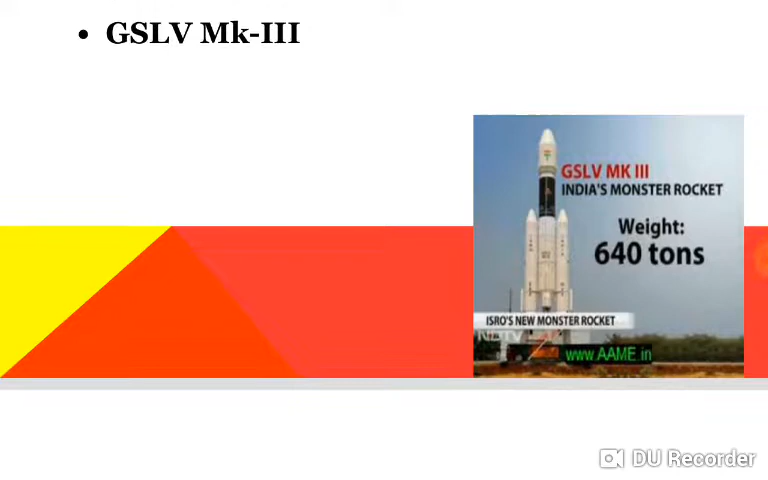 • GSLV Mk-III
GSLV MK III
INDIA'S MONSTER ROCKET
Weight:
640 tons
ISRO'S NEW MONSTER ROCKET
www.AAME.in
DU Recorder